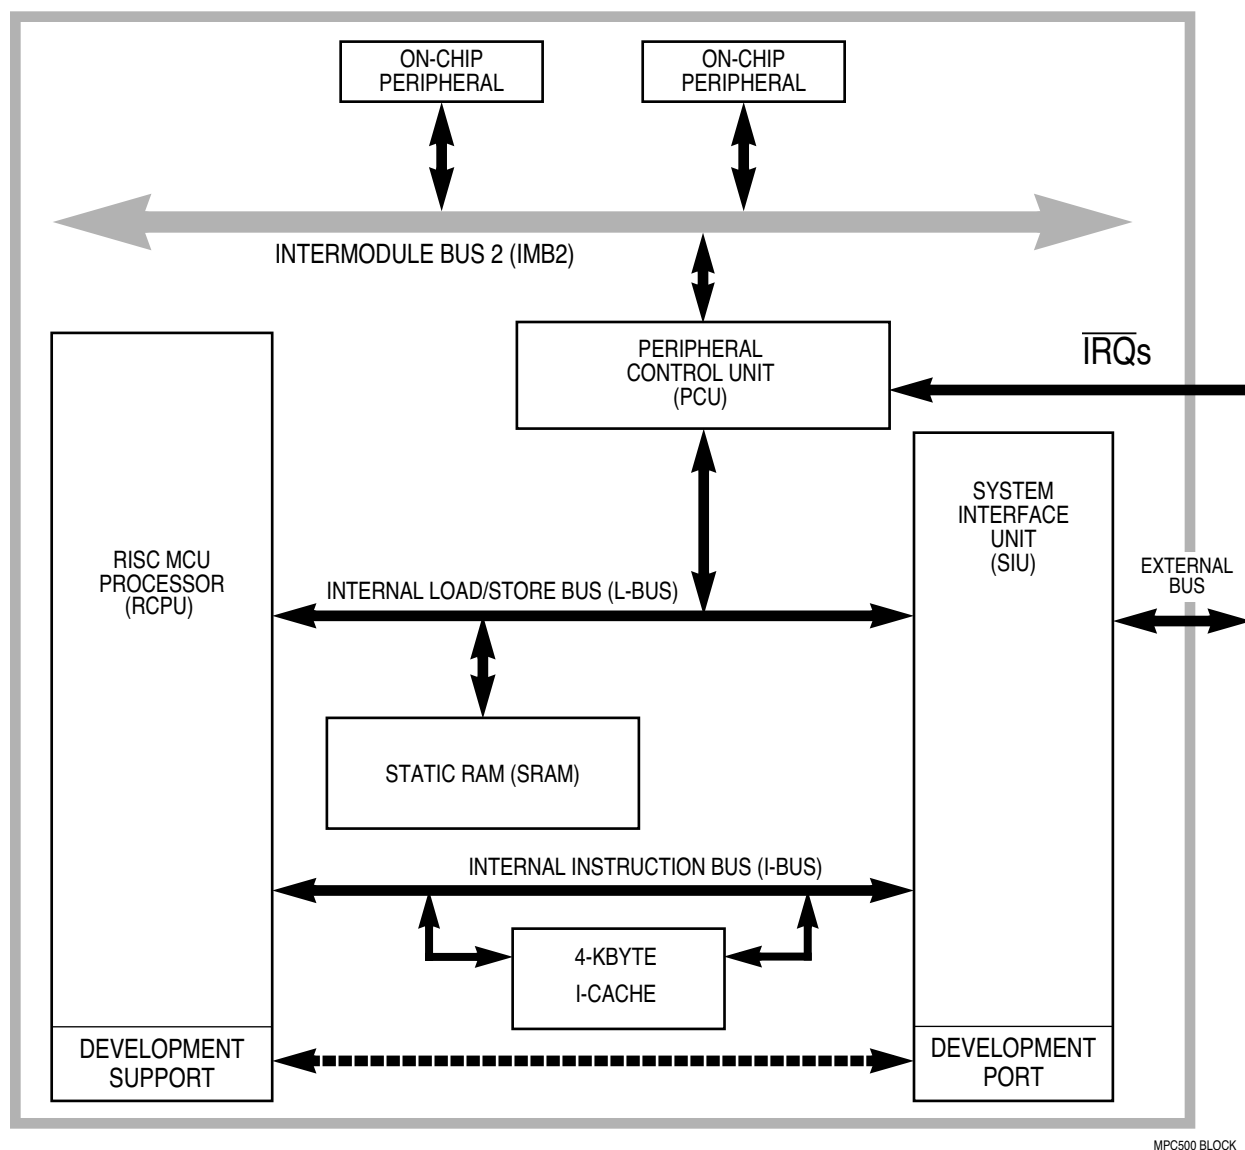 ON-CHIP
PERIPHERAL
ON-CHIP
PERIPHERAL
INTERMODULE BUS 2 (IMB2)
PERIPHERAL
CONTROL UNIT
(PCU)
IRQs
SYSTEM
INTERFACE
UNIT
(SIU)
RISC MCU
PROCESSOR
(RCPU)
EXTERNAL
BUS
INTERNAL LOAD/STORE BUS (L-BUS)
STATIC RAM (SRAM)
INTERNAL INSTRUCTION BUS (I-BUS)
4-KBYTE
I-CACHE
DEVELOPMENT
SUPPORT
DEVELOPMENT
PORT
MPC500 BLOCK